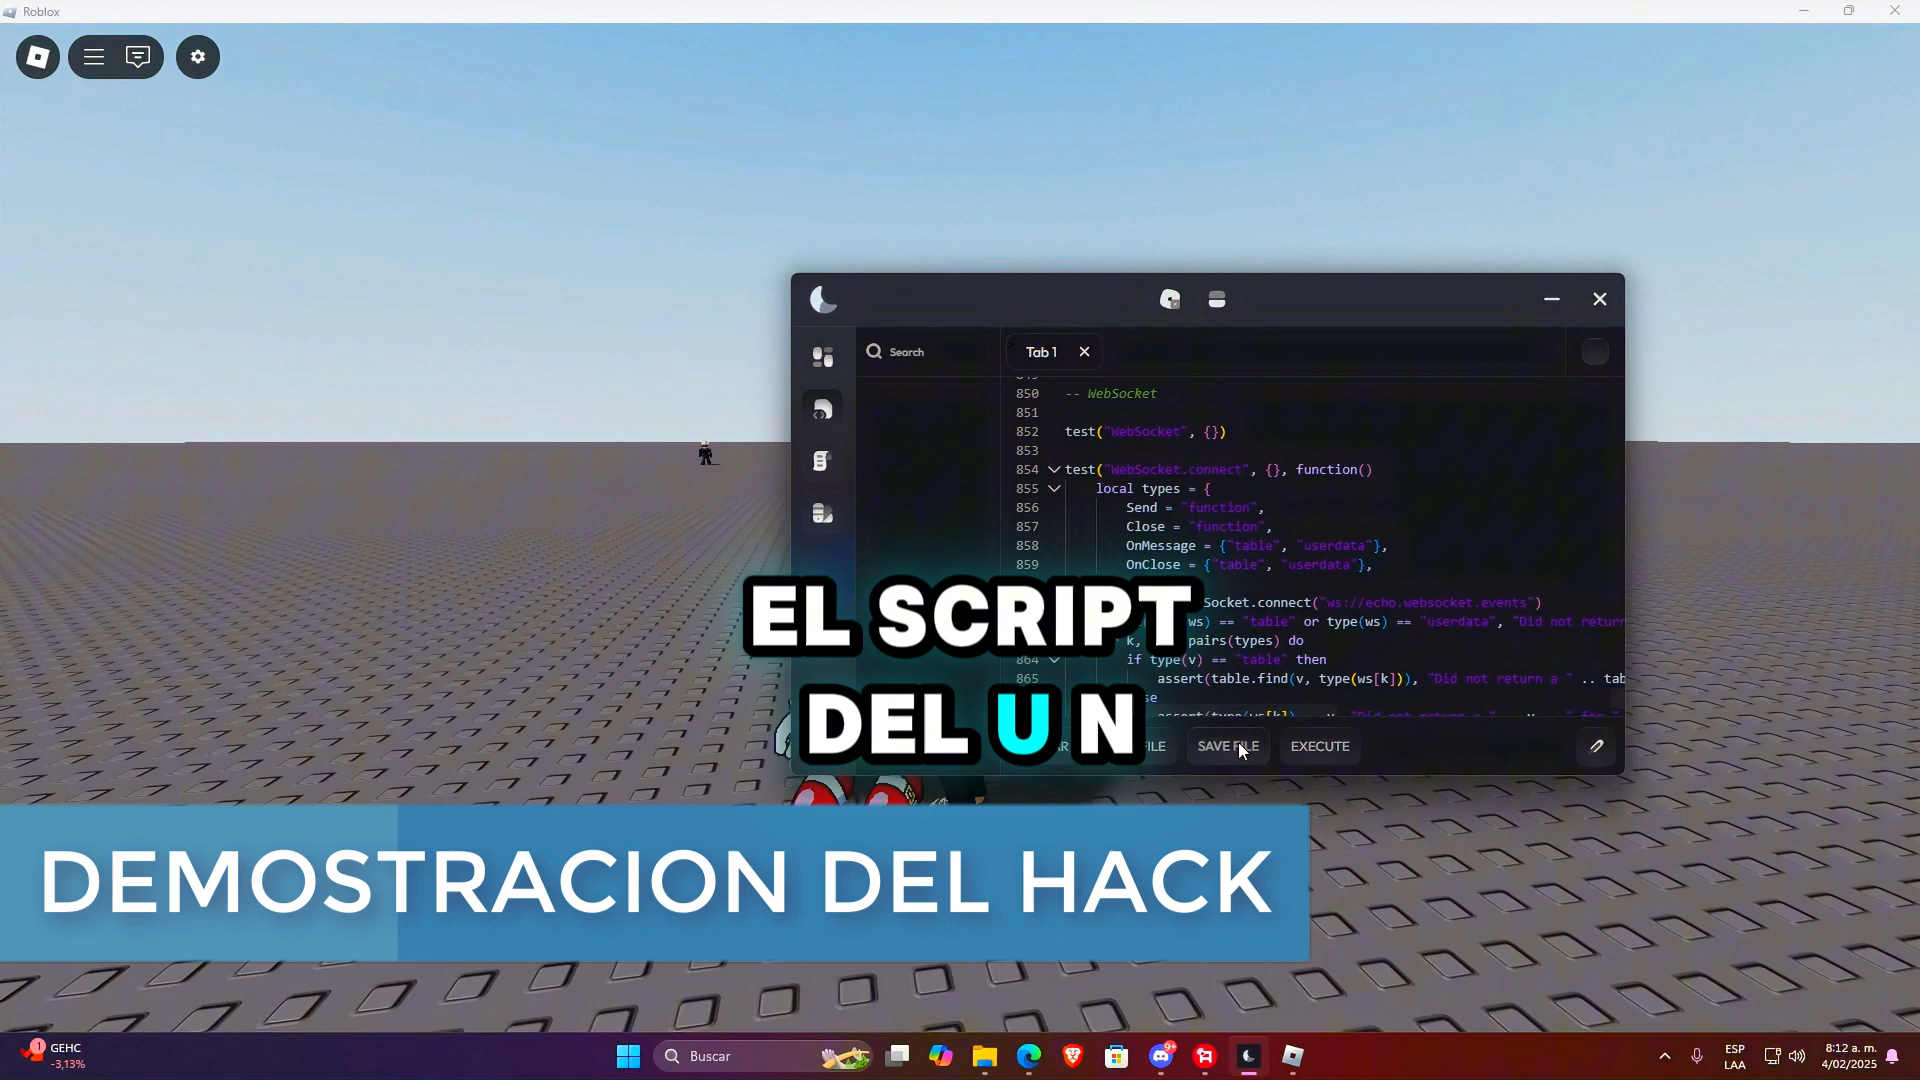 Roblox
Search
Tab 1
850 -- WebSocket
851
852 test("WebSocket", {})
853
854 test("WebSocket.connect", {}, function()
855 local types = {
856 Send = "function",
857 Close = "function",
858 OnMessage = {"table", "userdata"},
859 OnClose = {"table", "userdata"},
Socket.connect("ws://echo.websocket.events")
ws) == "table" or type(ws) == "userdata", "Did not return
k, pairs(types) do
864 if type(v) == "table" then
865 assert(table.find(v, type(ws[k])), "Did not return a " .. tab
se
EL SCRIPT
DEL U N
SAVE FILE
EXECUTE
DEMOSTRACION DEL HACK
1
GEHC
-3,13%
Buscar
9+
ESP
LAA
8:12 a. m.
4/02/2025